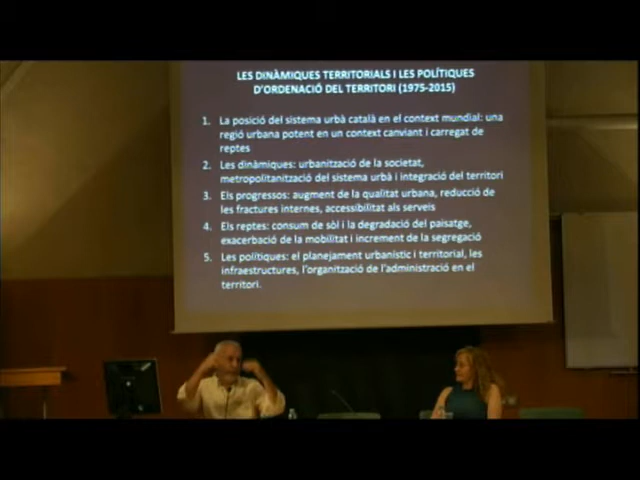 LES DINÀMIQUES TERRITORIALS I LES POLÍTIQUES
D'ORDENACIÓ DEL TERRITORI (1975-2015)
1. La posició del sistema urbà català en el context mundial: una
regió urbana potent en un context canviant i carregat de
reptes
2. Les dinàmiques: urbanització de la societat,
metropolitanització del sistema urbà i integració del territori
3. Els progressos: augment de la qualitat urbana, reducció de
les fractures internes, accessibilitat als serveis
4. Els reptes: consum de sòl i la degradació del paisatge,
exacerbació de la mobilitat i increment de la segregació
5. Les polítiques: el planejament urbanístic i territorial, les
infraestructures, l'organització de l'administració en el
territori.